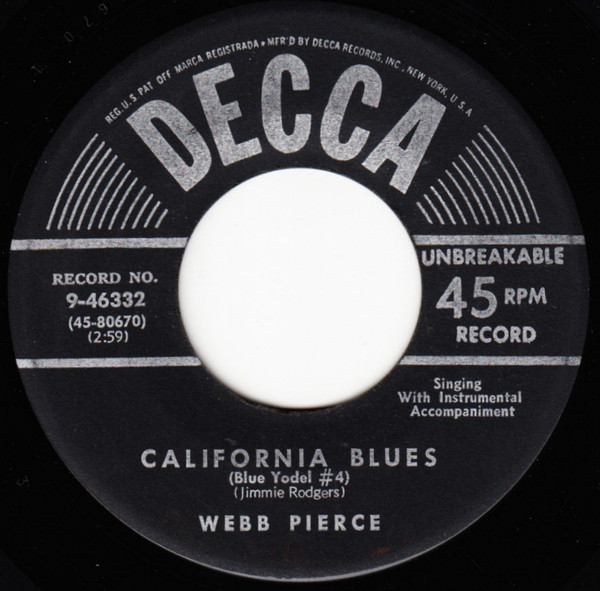 REG. U.S PAT OFF MARCA REGISTRADA • MFR'D BY DECCA RECORDS, INC., NEW YORK, U.S.A.
DECCA
RECORD NO.
9-46332
(45-80670)
(2:59)
UNBREAKABLE
45 RPM
RECORD
Singing
With Instrumental
Accompaniment
CALIFORNIA BLUES
(Blue Yodel #4)
(Jimmie Rodgers)
WEBB PIERCE